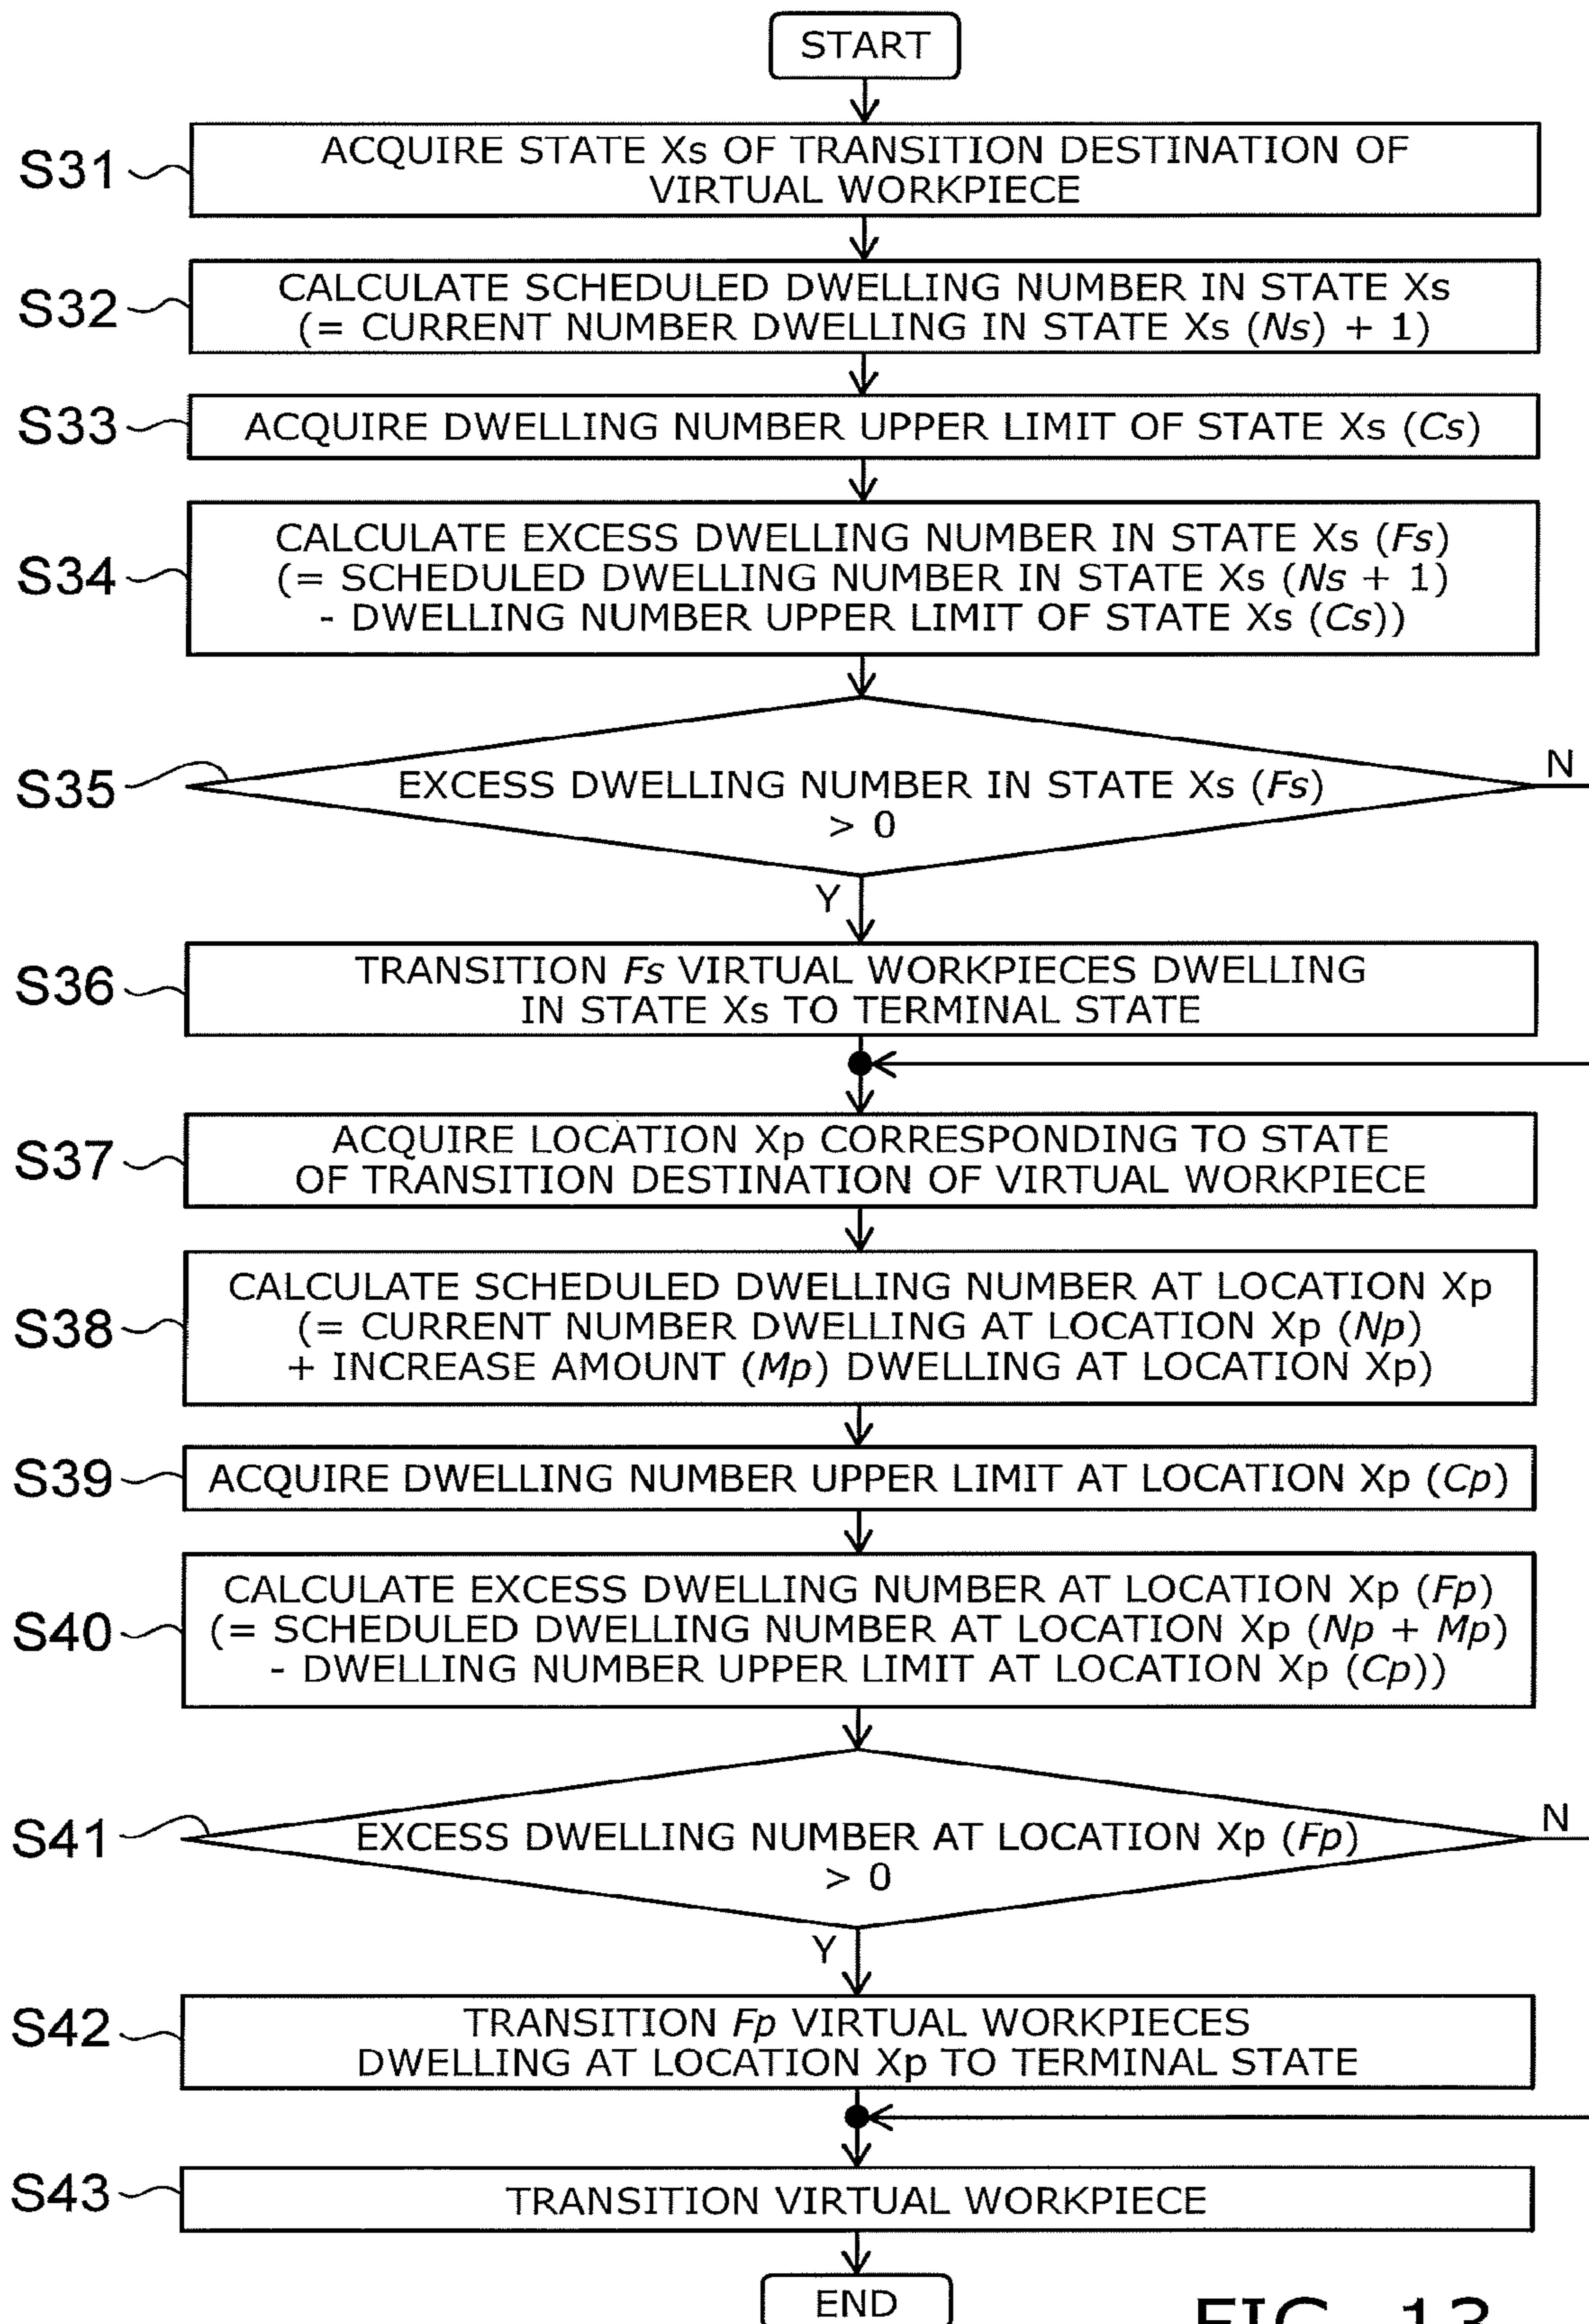 START
S31
ACQUIRE STATE Xs OF TRANSITION DESTINATION OF
VIRTUAL WORKPIECE
S32
CALCULATE SCHEDULED DWELLING NUMBER IN STATE Xs
(= CURRENT NUMBER DWELLING IN STATE Xs (Ns) + 1)
S33
ACQUIRE DWELLING NUMBER UPPER LIMIT OF STATE Xs (Cs)
S34
CALCULATE EXCESS DWELLING NUMBER IN STATE Xs (Fs)
(= SCHEDULED DWELLING NUMBER IN STATE Xs (Ns + 1)
- DWELLING NUMBER UPPER LIMIT OF STATE Xs (Cs))
S35
EXCESS DWELLING NUMBER IN STATE Xs (Fs)
> 0
N
Y
S36
TRANSITION Fs VIRTUAL WORKPIECES DWELLING
IN STATE Xs TO TERMINAL STATE
S37
ACQUIRE LOCATION Xp CORRESPONDING TO STATE
OF TRANSITION DESTINATION OF VIRTUAL WORKPIECE
S38
CALCULATE SCHEDULED DWELLING NUMBER AT LOCATION Xp
(= CURRENT NUMBER DWELLING AT LOCATION Xp (Np)
+ INCREASE AMOUNT (Mp) DWELLING AT LOCATION Xp)
S39
ACQUIRE DWELLING NUMBER UPPER LIMIT AT LOCATION Xp (Cp)
S40
CALCULATE EXCESS DWELLING NUMBER AT LOCATION Xp (Fp)
(= SCHEDULED DWELLING NUMBER AT LOCATION Xp (Np + Mp)
- DWELLING NUMBER UPPER LIMIT AT LOCATION Xp (Cp))
S41
EXCESS DWELLING NUMBER AT LOCATION Xp (Fp)
> 0
N
Y
S42
TRANSITION Fp VIRTUAL WORKPIECES
DWELLING AT LOCATION Xp TO TERMINAL STATE
S43
TRANSITION VIRTUAL WORKPIECE
END
FIG. 13